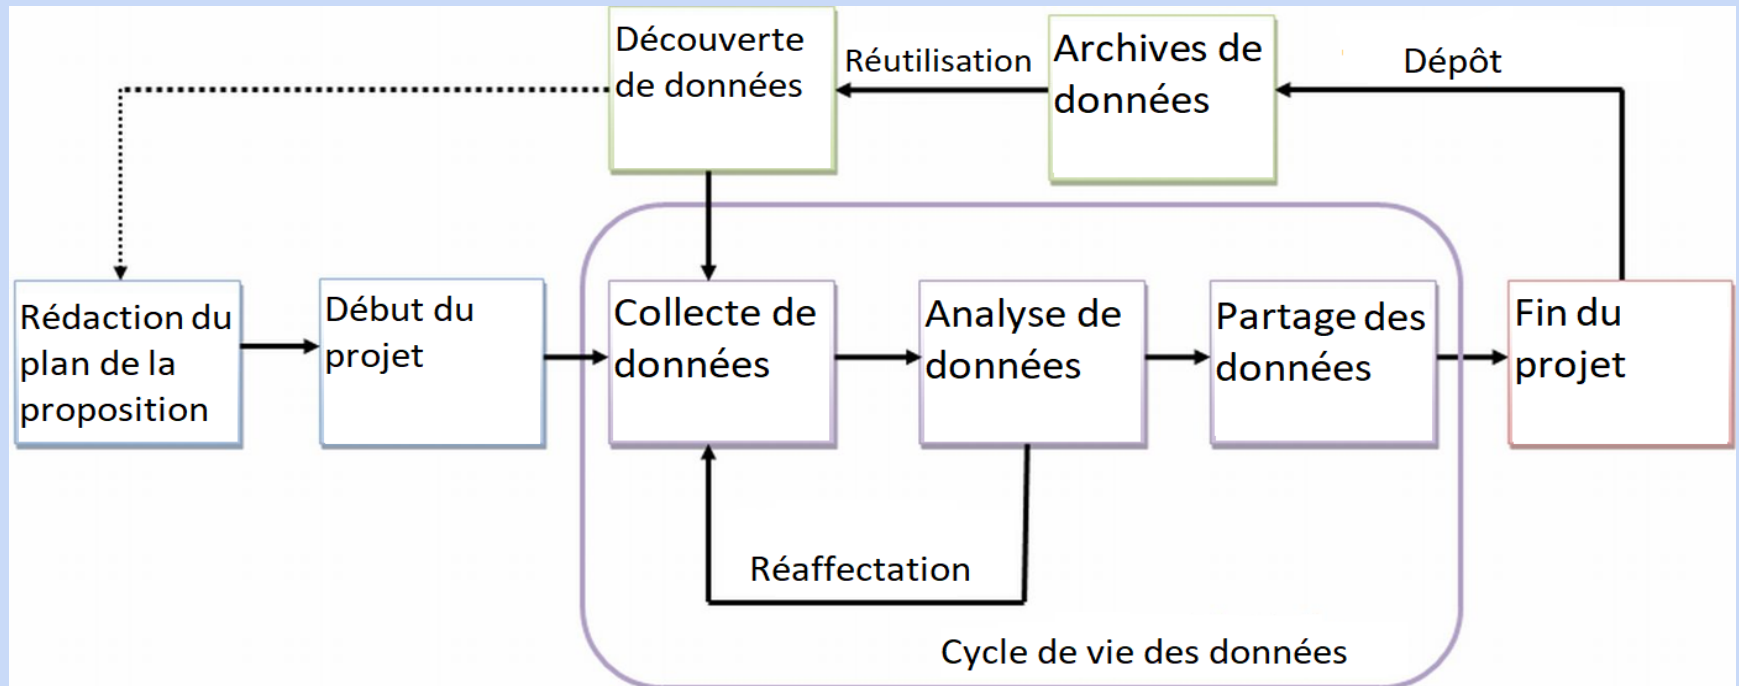 Découverte
de données
Réutilisation
Archives de
données
Dépôt
Rédaction du
plan de la
proposition
Début du
projet
Collecte de
données
Analyse de
données
Partage des
données
Fin du
projet
Réaffectation
Cycle de vie des données